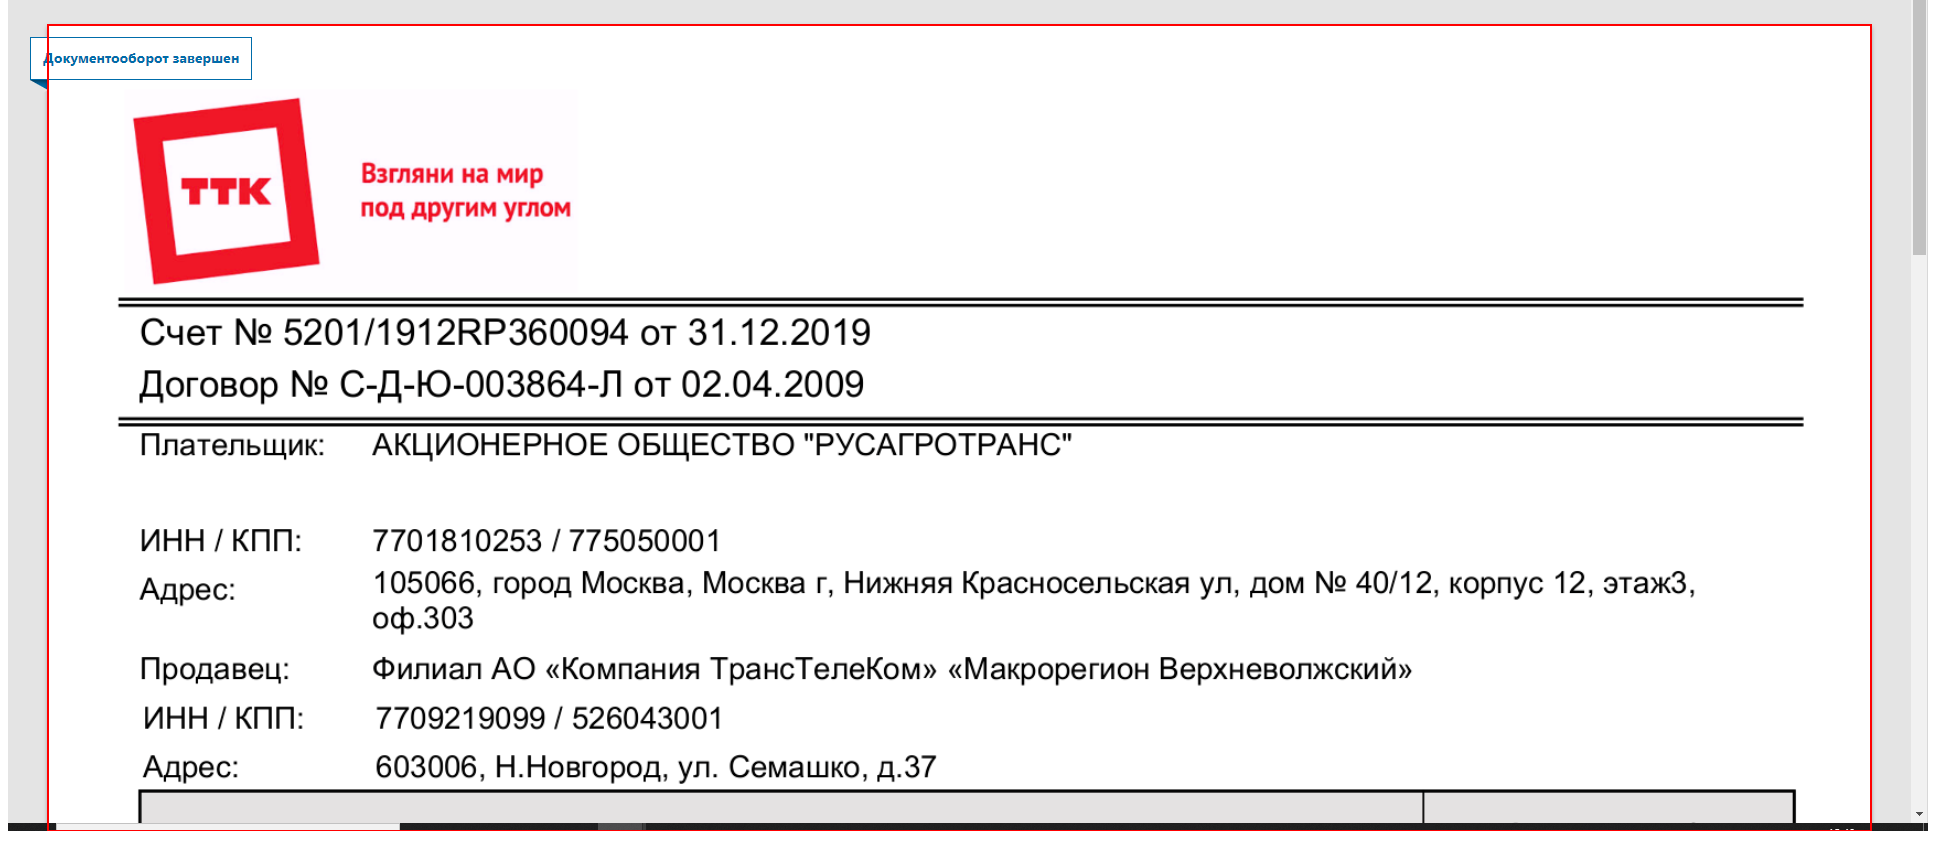 Документооборот завершен
ТТК
Взгляни на мир
под другим углом
Счет № 5201/1912RP360094 от 31.12.2019
Договор № С-Д-Ю-003864-Л от 02.04.2009
Плательщик: АКЦИОНЕРНОЕ ОБЩЕСТВО "РУСАГРОТРАНС"
ИНН / КПП: 7701810253 / 775050001
Адрес: 105066, город Москва, Москва г, Нижняя Красносельская ул, дом № 40/12, корпус 12, этаж3,
оф.303
Продавец: Филиал АО «Компания ТрансТелеКом» «Макрорегион Верхневолжский»
ИНН / КПП: 7709219099 / 526043001
Адрес: 603006, Н.Новгород, ул. Семашко, д.37